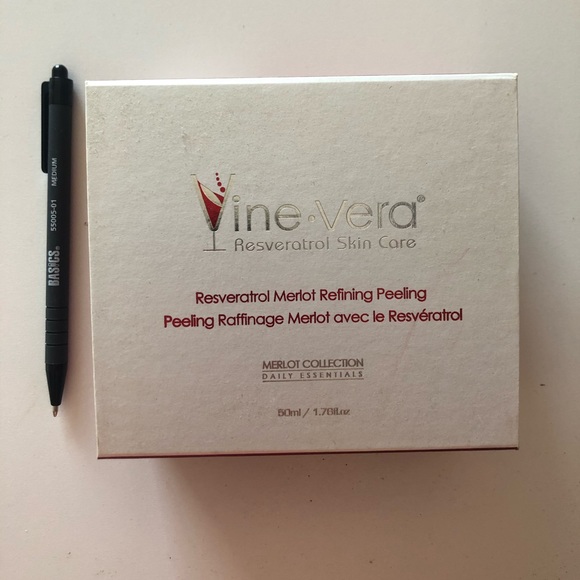 Vine·Vera®
Resveratrol Skin Care
Resveratrol Merlot Refining Peeling
Peeling Raffinage Merlot avec le Resvératrol
MERLOT COLLECTION
DAILY ESSENTIALS
50ml / 1.76fl.oz
BASICS® 55005-01 MEDIUM